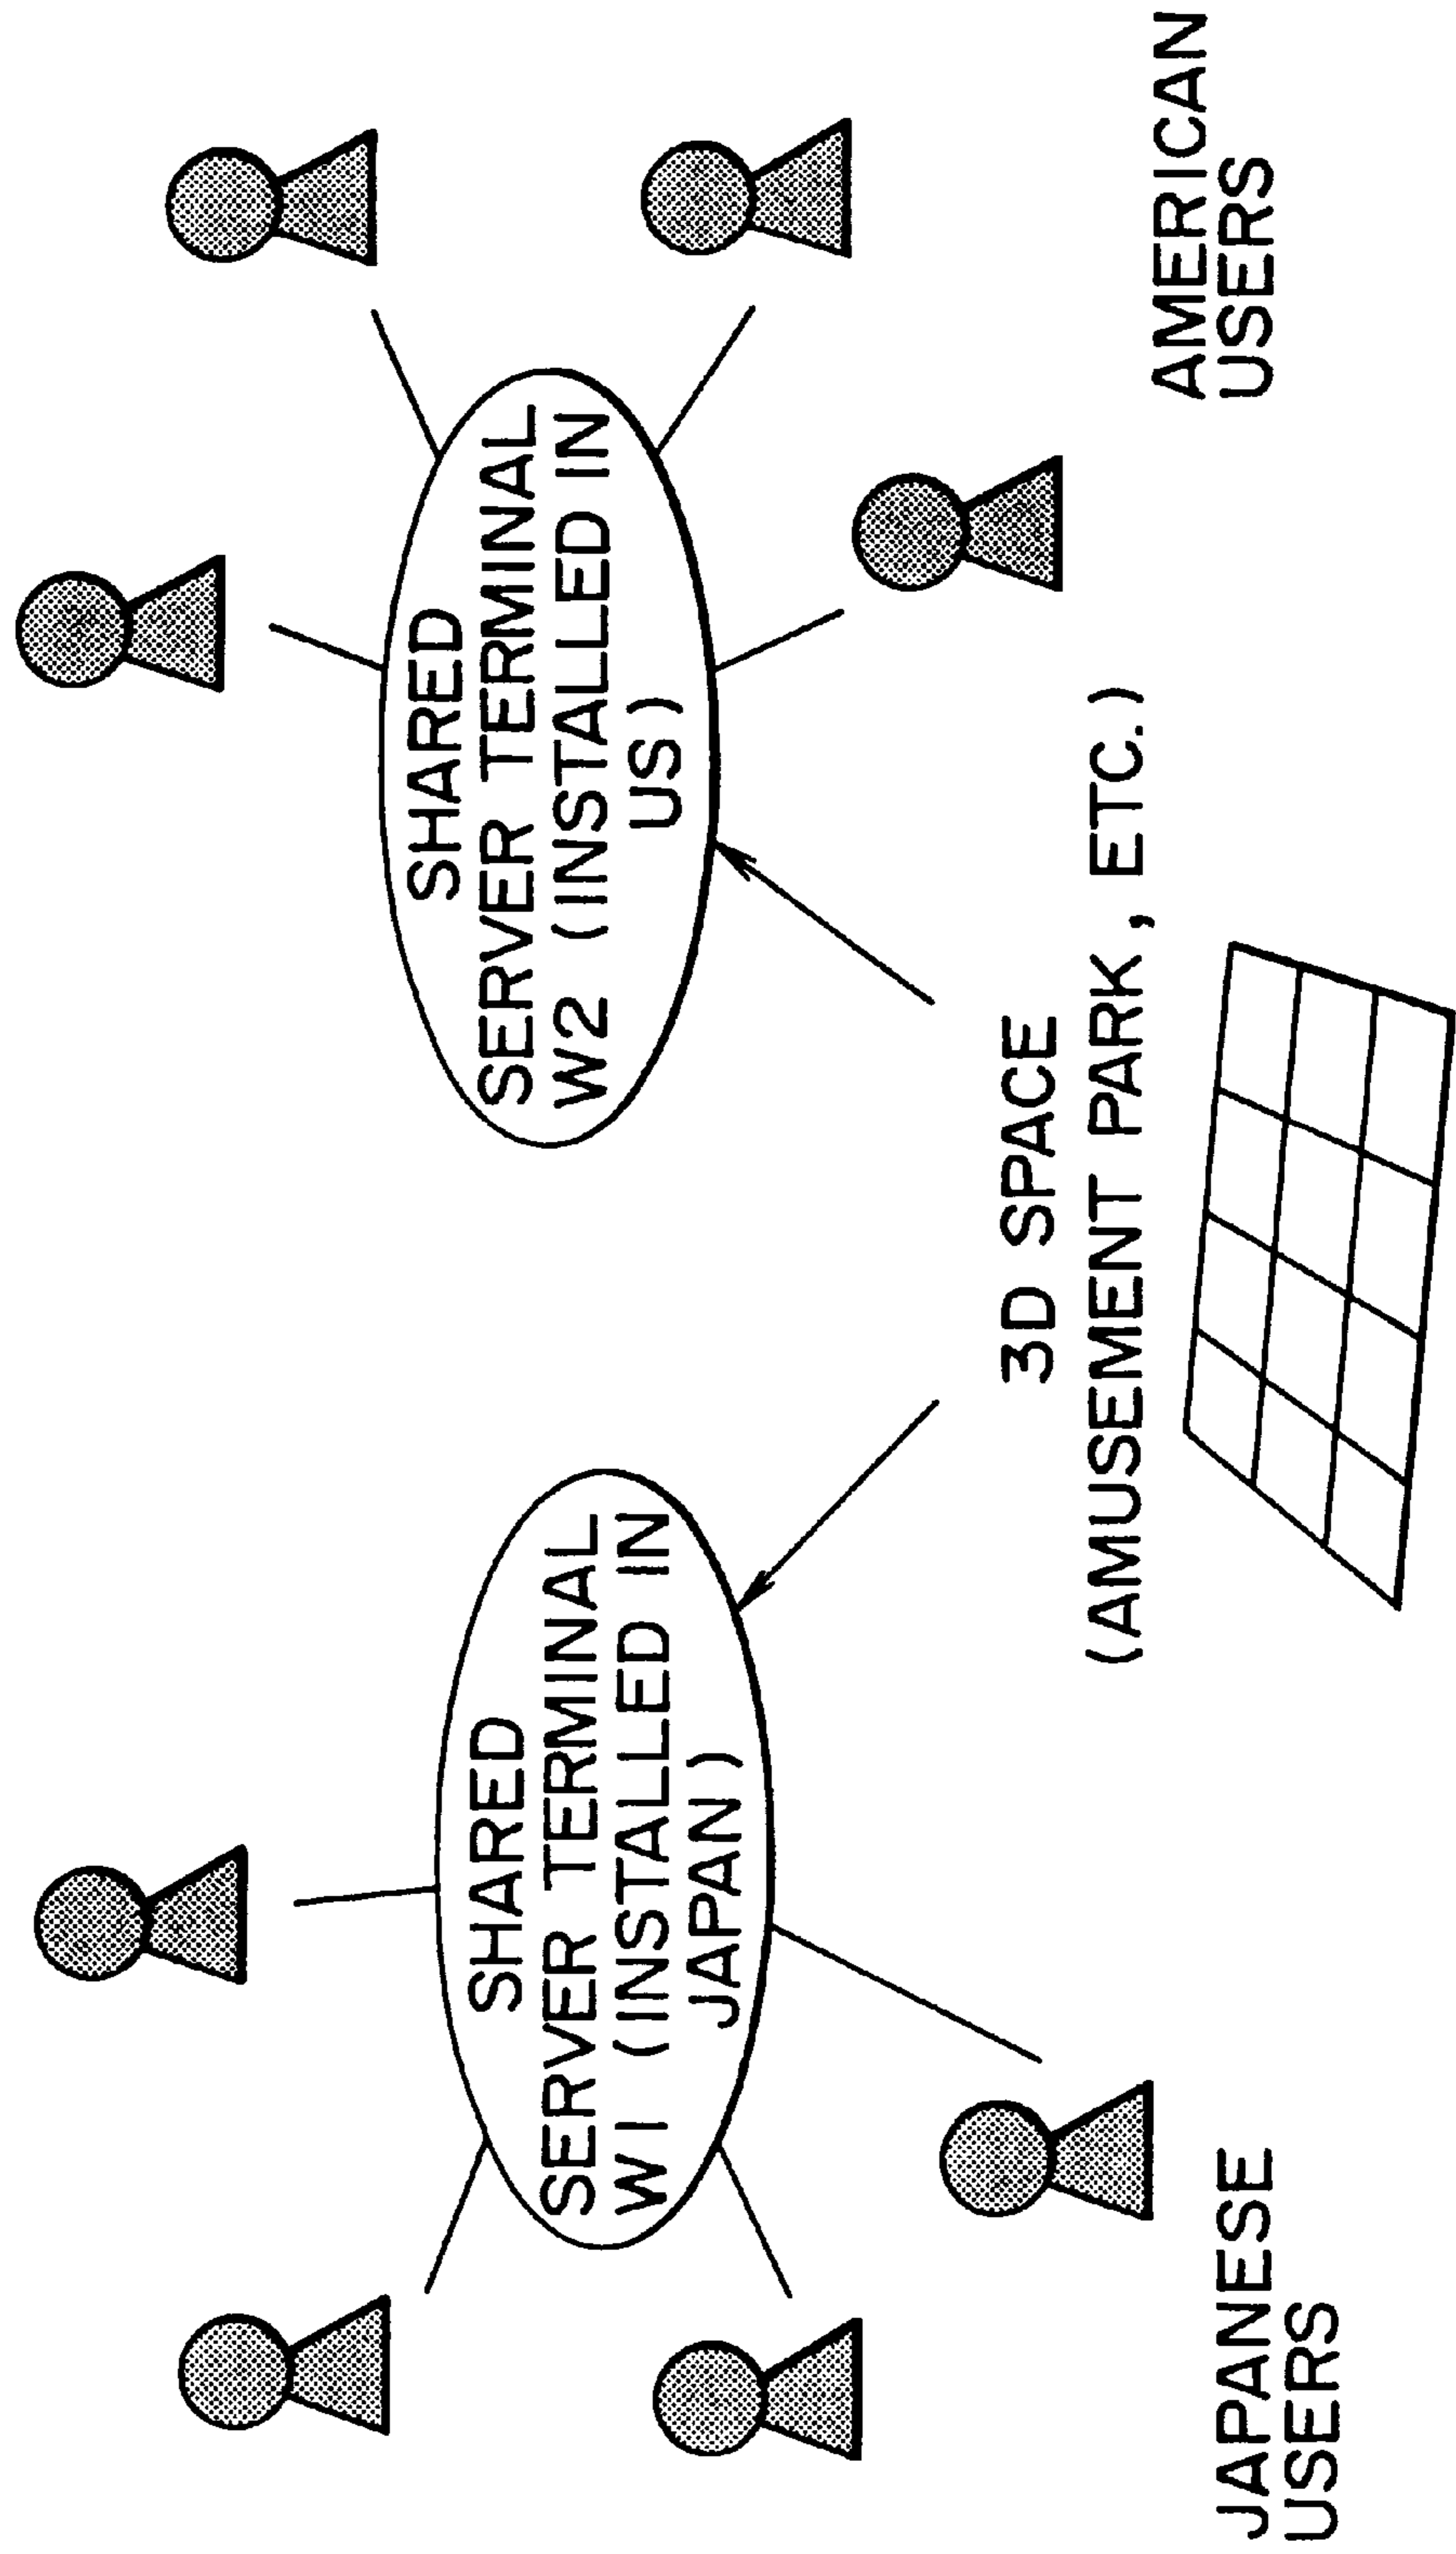 SHARED
SERVER TERMINAL
W1 (INSTALLED IN
JAPAN)
SHARED
SERVER TERMINAL
W2 (INSTALLED IN
US)
3D SPACE
(AMUSEMENT PARK, ETC.)
JAPANESE
USERS
AMERICAN
USERS